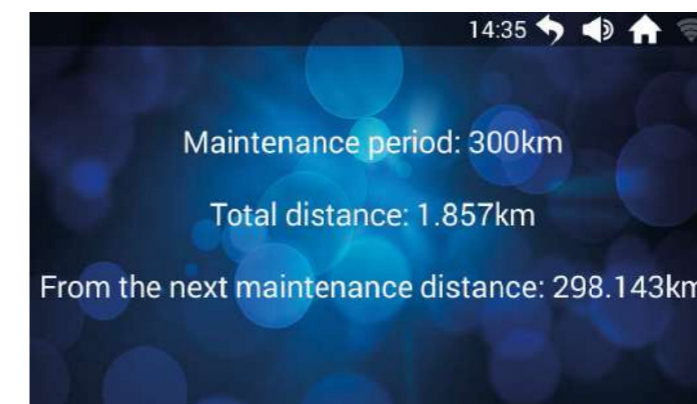 14:35
Maintenance period: 300km
Total distance: 1.857km
From the next maintenance distance: 298.143km